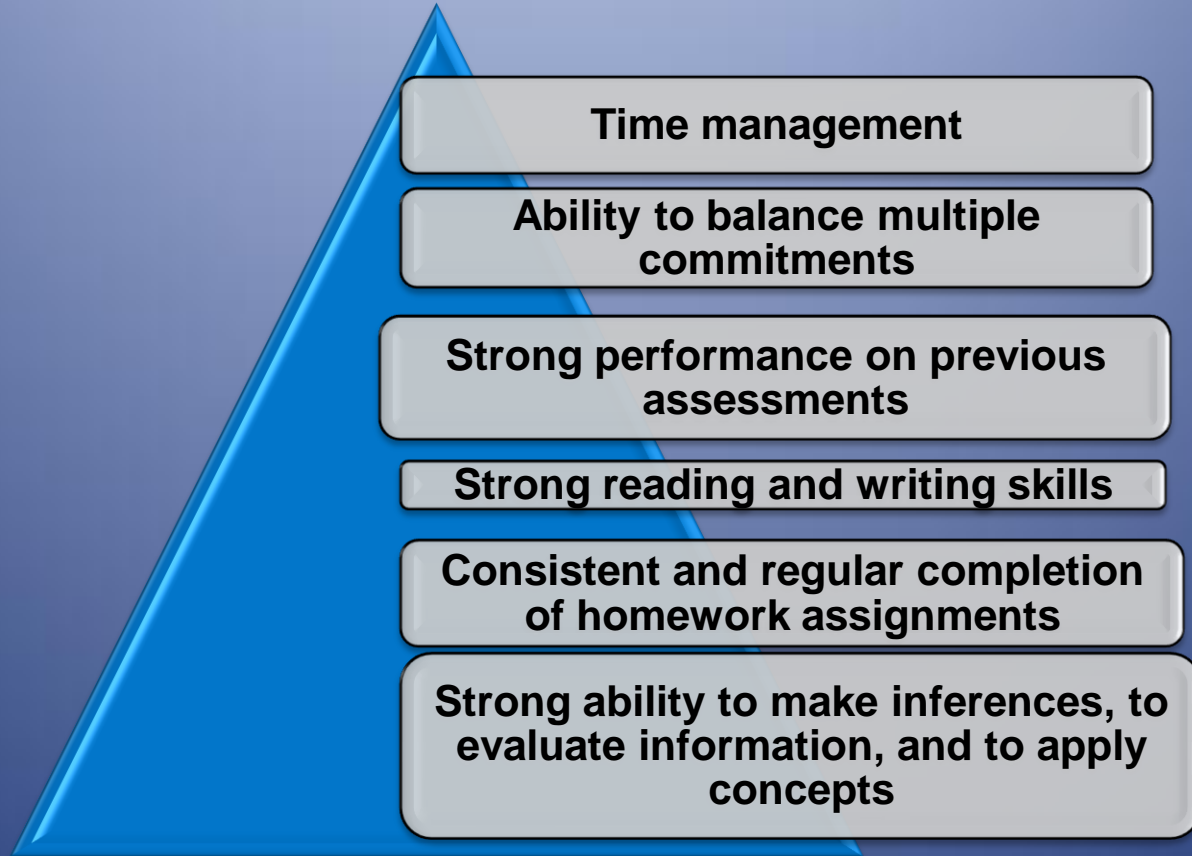 Time management
Ability to balance multiple
commitments
Strong performance on previous
assessments
Strong reading and writing skills
Consistent and regular completion
of homework assignments
Strong ability to make inferences, to
evaluate information, and to apply
concepts